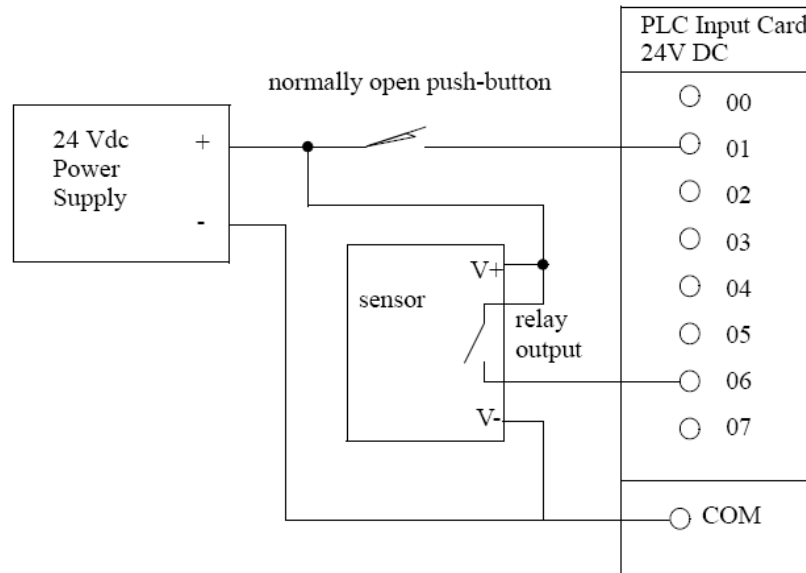 PLC Input Card
24V DC
normally open push-button
24 Vdc
Power
Supply
+
-
00
01
02
03
04
05
06
07
V+
sensor
relay
output
V-
COM